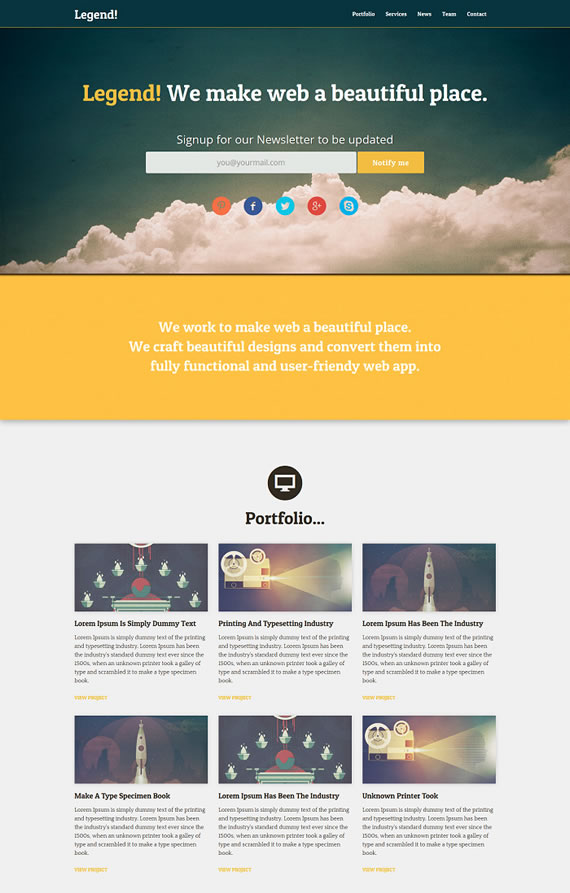 Legend!
Portfolio Services News Team Contact
Legend! We make web a beautiful place.
Signup for our Newsletter to be updated
you@yourmail.com
Notify me
We work to make web a beautiful place.
We craft beautiful designs and convert them into
fully functional and user-friendy web app.
Portfolio...
Lorem Ipsum Is Simply Dummy Text
Lorem Ipsum is simply dummy text of the printing
and typesetting industry. Lorem Ipsum has been
the industry's standard dummy text ever since the
1500s, when an unknown printer took a galley of
type and scrambled it to make a type specimen
book.
VIEW PROJECT
Printing And Typesetting Industry
Lorem Ipsum is simply dummy text of the printing
and typesetting industry. Lorem Ipsum has been
the industry's standard dummy text ever since the
1500s, when an unknown printer took a galley of
type and scrambled it to make a type specimen
book.
VIEW PROJECT
Lorem Ipsum Has Been The Industry
Lorem Ipsum is simply dummy text of the printing
and typesetting industry. Lorem Ipsum has been
the industry's standard dummy text ever since the
1500s, when an unknown printer took a galley of
type and scrambled it to make a type specimen
book.
VIEW PROJECT
Make A Type Specimen Book
Lorem Ipsum is simply dummy text of the printing
and typesetting industry. Lorem Ipsum has been
the industry's standard dummy text ever since the
1500s, when an unknown printer took a galley of
type and scrambled it to make a type specimen
book.
VIEW PROJECT
Lorem Ipsum Has Been The Industry
Lorem Ipsum is simply dummy text of the printing
and typesetting industry. Lorem Ipsum has been
the industry's standard dummy text ever since the
1500s, when an unknown printer took a galley of
type and scrambled it to make a type specimen
book.
VIEW PROJECT
Unknown Printer Took
Lorem Ipsum is simply dummy text of the printing
and typesetting industry. Lorem Ipsum has been
the industry's standard dummy text ever since the
1500s, when an unknown printer took a galley of
type and scrambled it to make a type specimen
book.
VIEW PROJECT